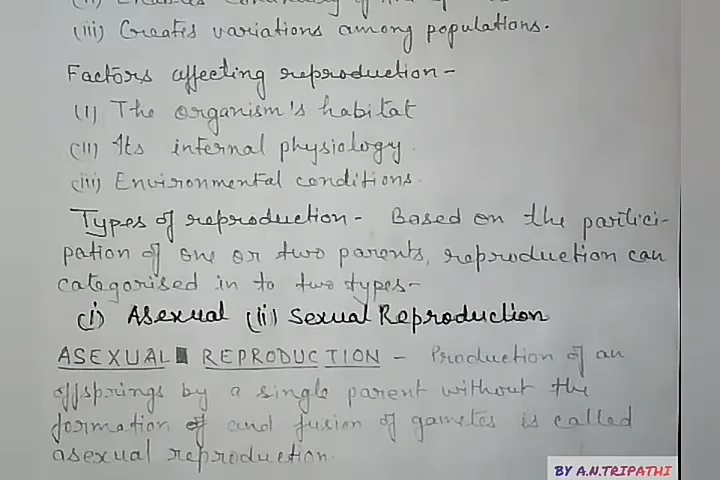 (iii) Creates variations among populations.
Factors affecting reproduction -
(I) The organism's habitat
(II) Its internal physiology.
(iii) Environmental conditions.
Types of reproduction - Based on the partici-
pation of one or two parents, reproduction can
categorised in to two types-
(i) Asexual (ii) Sexual Reproduction
ASEXUAL REPRODUCTION - Production of an
offsprings by a single parent without the
formation of and fusion of gametes is called
asexual reproduction.
BY A.N.TRIPATHI